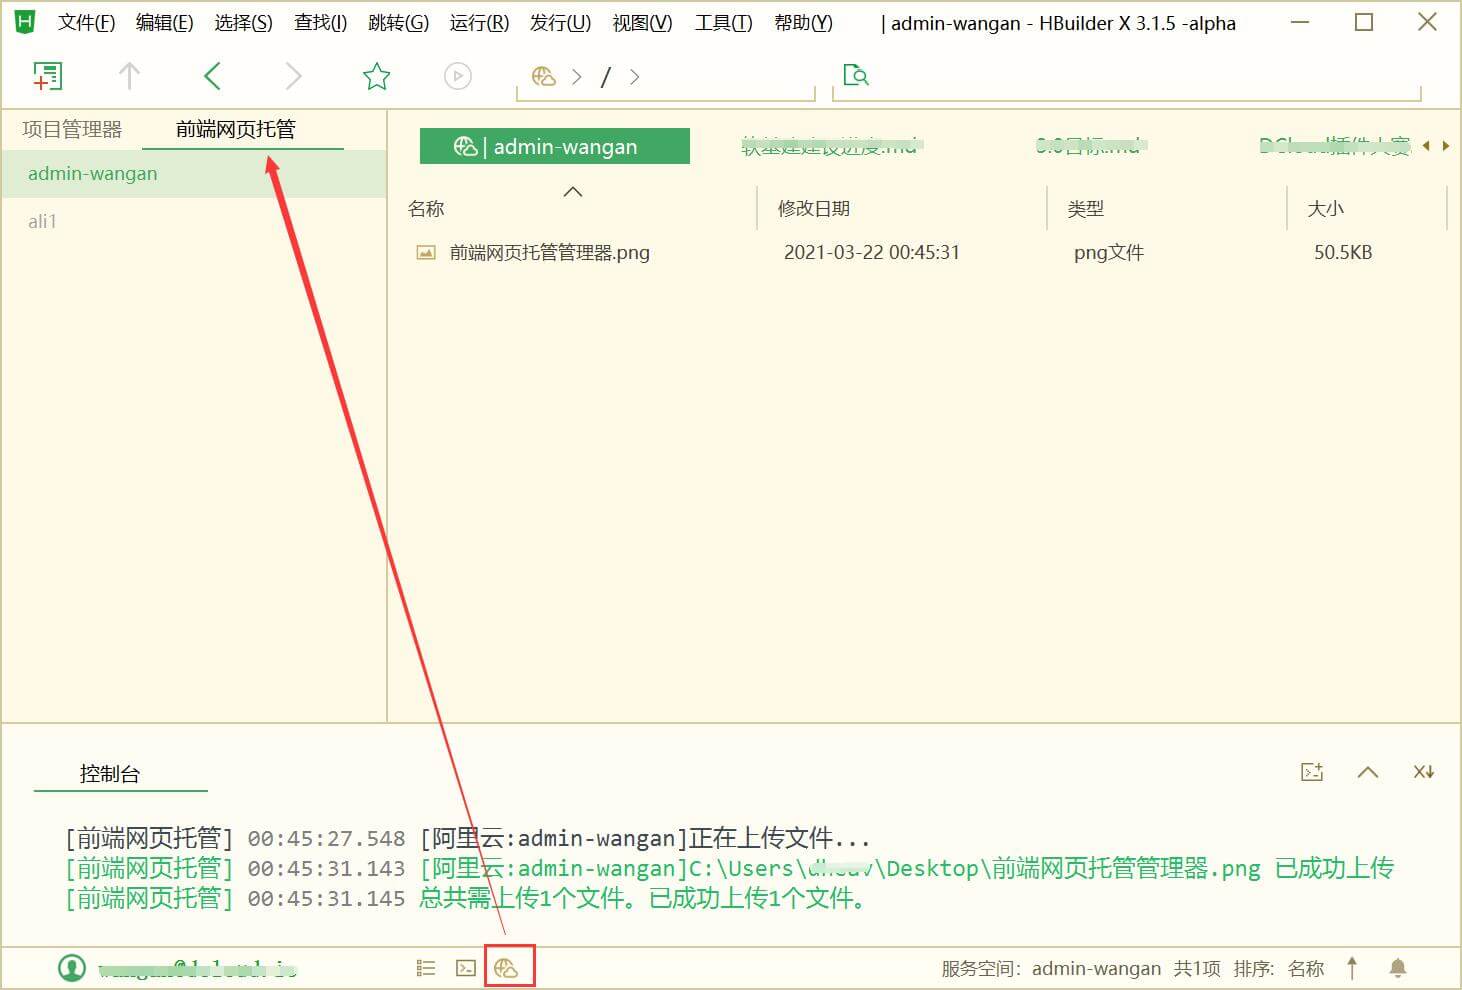 文件(F) 编辑(E) 选择(S) 查找(I) 跳转(G) 运行(R) 发行(U) 视图(V) 工具(T) 帮助(Y) | admin-wangan - HBuilder X 3.1.5 -alpha
/
项目管理器 前端网页托管
admin-wangan
ali1
| admin-wangan
名称 修改日期 类型 大小
前端网页托管管理器.png 2021-03-22 00:45:31 png文件 50.5KB
控制台
[前端网页托管] 00:45:27.548 [阿里云:admin-wangan]正在上传文件...
[前端网页托管] 00:45:31.143 [阿里云:admin-wangan]C:\Users\ \Desktop\前端网页托管管理器.png 已成功上传
[前端网页托管] 00:45:31.145 总共需上传1个文件。已成功上传1个文件。
服务空间: admin-wangan 共1项 排序: 名称